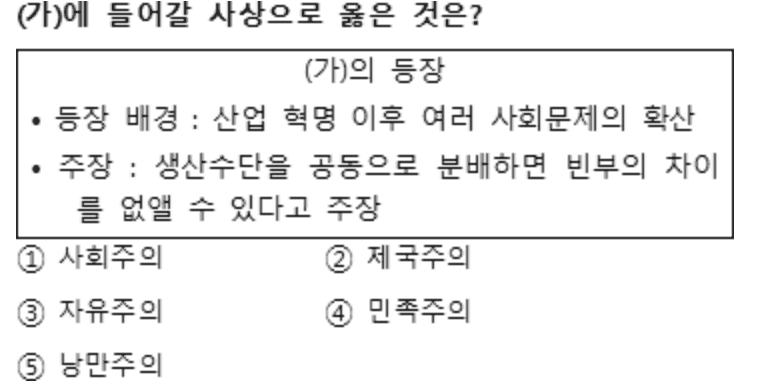 (가)에 들어갈 사상으로 옳은 것은?
(가)의 등장
• 등장 배경 : 산업 혁명 이후 여러 사회문제의 확산
• 주장 : 생산수단을 공동으로 분배하면 빈부의 차이
를 없앨 수 있다고 주장
① 사회주의 ② 제국주의
③ 자유주의 ④ 민족주의
⑤ 낭만주의